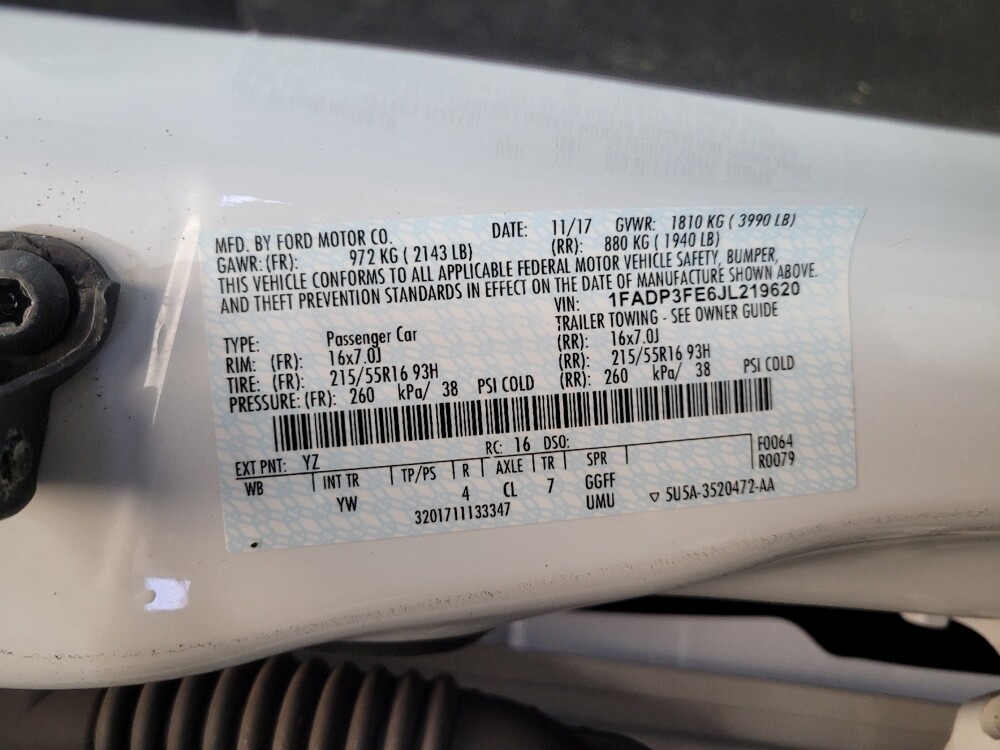 MFD. BY FORD MOTOR CO. DATE: 11/17 GVWR: 1810 KG ( 3990 LB)
GAWR: (FR): 972 KG ( 2143 LB) (RR): 880 KG ( 1940 LB)
THIS VEHICLE CONFORMS TO ALL APPLICABLE FEDERAL MOTOR VEHICLE SAFETY, BUMPER,
AND THEFT PREVENTION STANDARDS IN EFFECT ON THE DATE OF MANUFACTURE SHOWN ABOVE.
VIN: 1FADP3FE6JL219620
TYPE: Passenger Car TRAILER TOWING - SEE OWNER GUIDE
RIM: (FR): 16x7.0J (RR): 16x7.0J
TIRE: (FR): 215/55R16 93H (RR): 215/55R16 93H
PRESSURE: (FR): 260 kPa/ 38 PSI COLD (RR): 260 kPa/ 38 PSI COLD
RC: 16 DSO:
EXT PNT: YZ F0064
WB INT TR TP/PS R AXLE TR SPR R0079
YW 4 CL 7 GGFF
3201711133347 UMU ▽ 5U5A-3520472-AA